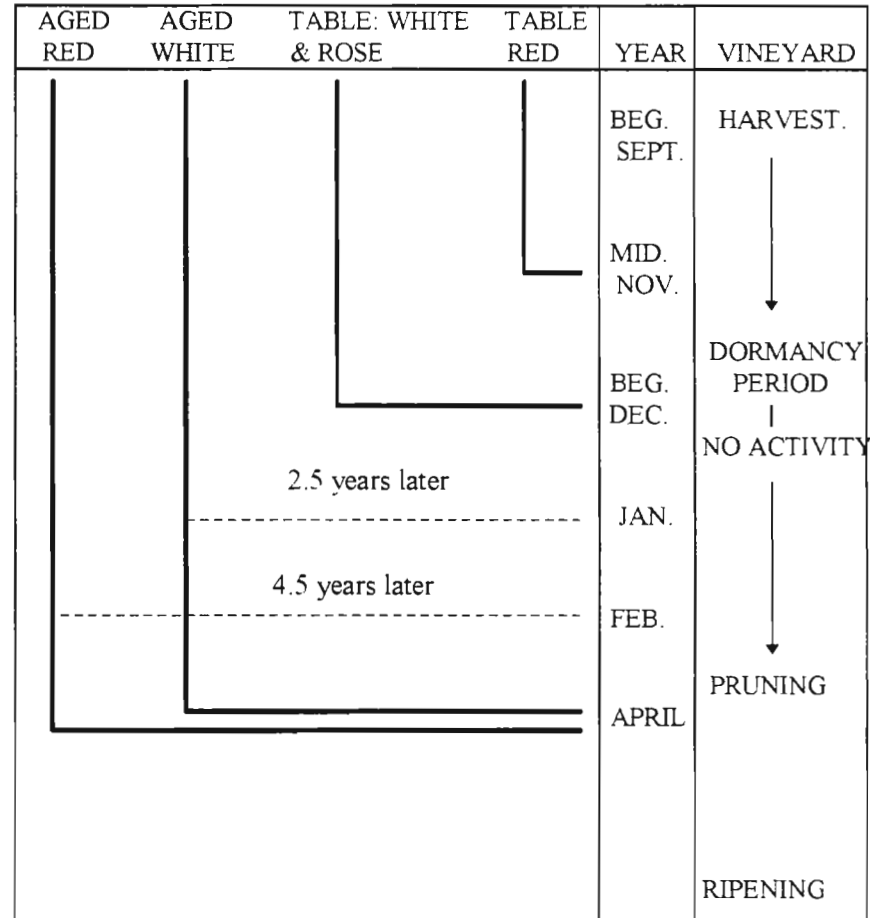 AGED AGED TABLE: WHITE TABLE
RED WHITE & ROSE RED YEAR VINEYARD
BEG. HARVEST.
SEPT.
MID.
NOV.
DORMANCY
BEG. PERIOD
DEC.
NO ACTIVITY
2.5 years later
JAN.
4.5 years later
FEB.
PRUNING
APRIL
RIPENING